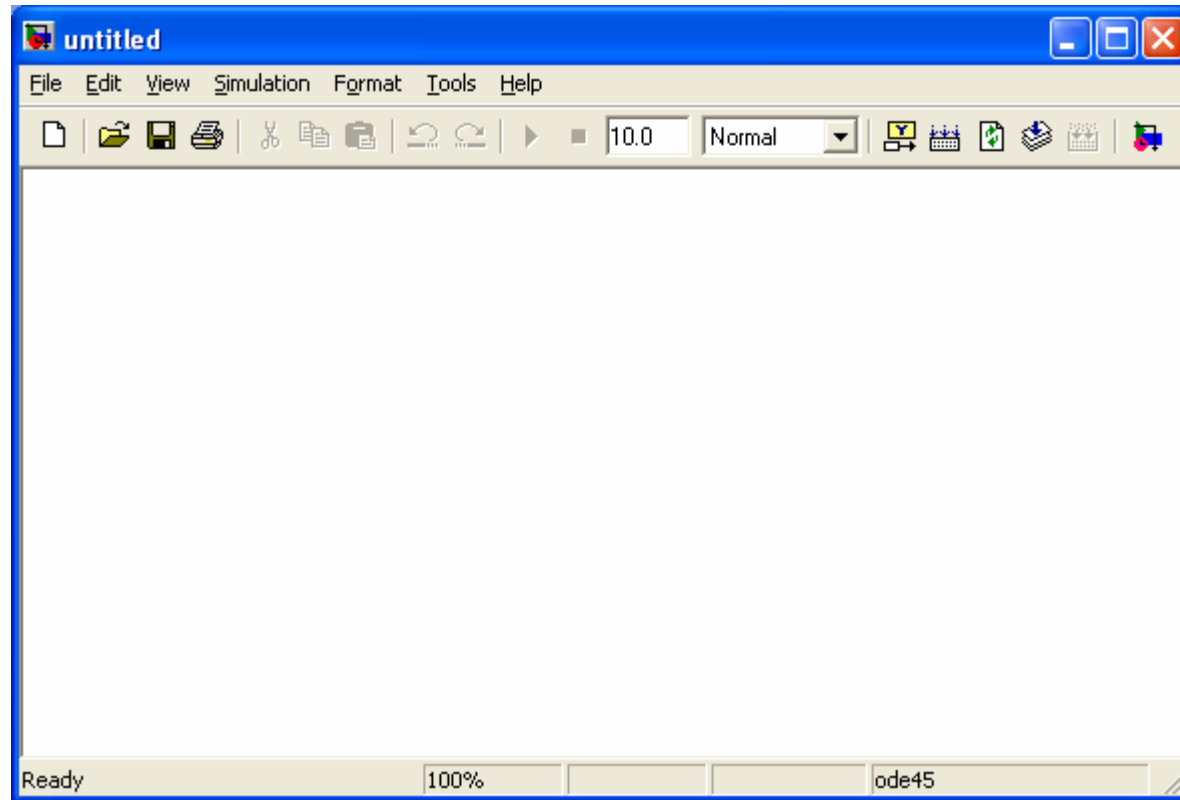 untitled
File Edit View Simulation Format Tools Help
10.0 Normal
Ready 100% ode45